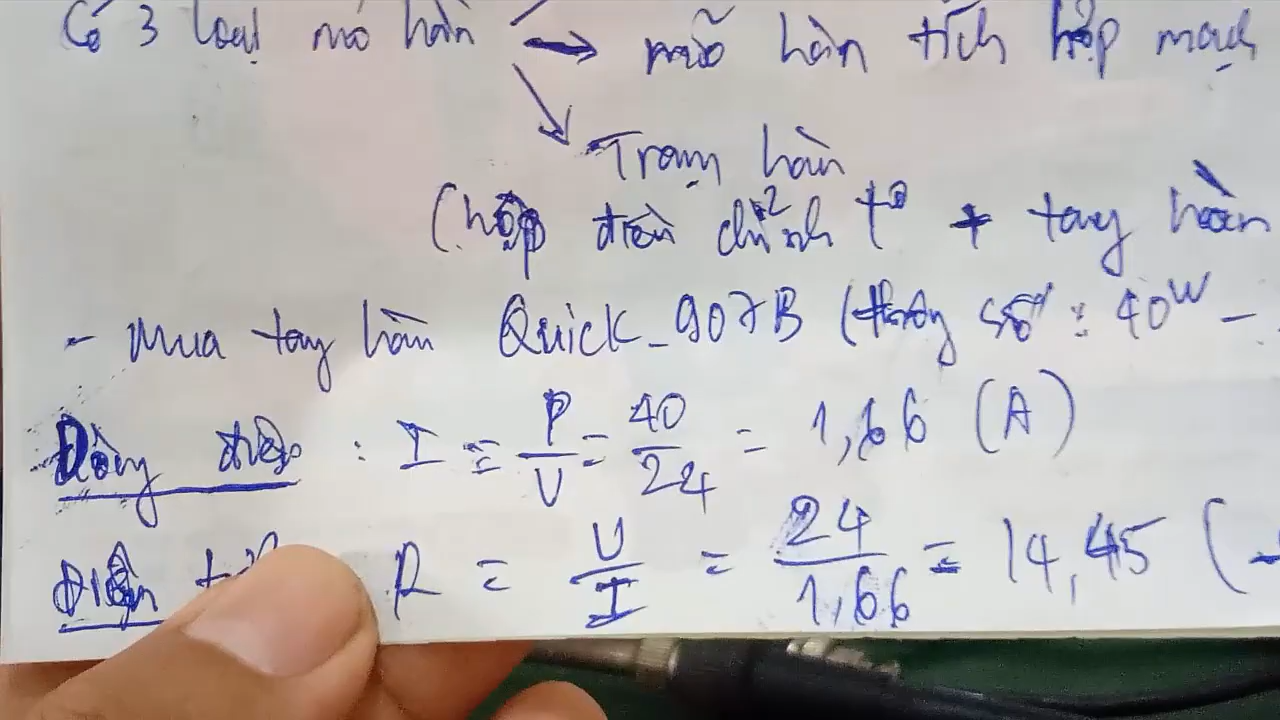 Có 3 loại mỏ hàn → mỏ hàn tích hợp mạch
Trạm hàn
(hộp điều chỉnh t° + tay hàn
- Mua tay hàn Quick_907B (thông số : 40W -
Dòng điện : I = P/U = 40/24 = 1,66 (A)
Điện R = U/I = 24/1,66 = 14,45 (